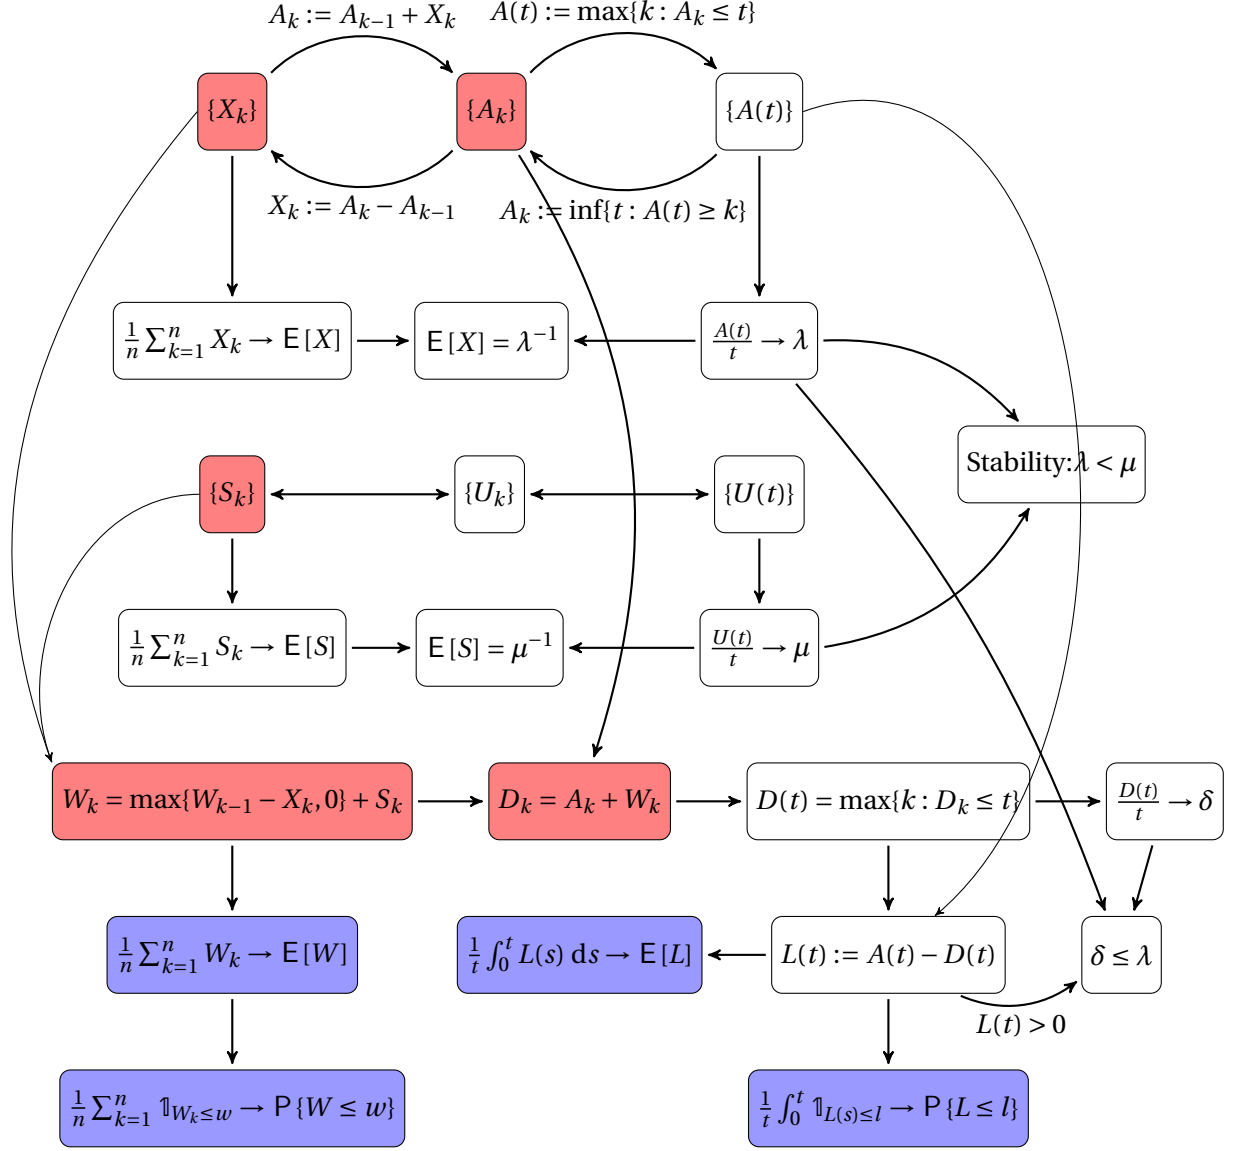 A_k := A_{k−1} + X_k
A(t) := max{k : A_k ≤ t}
{X_k}
{A_k}
{A(t)}
X_k := A_k − A_{k−1}
A_k := inf{t : A(t) ≥ k}
1/n ∑_{k=1}^{n} X_k → E[X]
E[X] = λ^{−1}
A(t)/t → λ
Stability:λ < μ
{S_k}
{U_k}
{U(t)}
1/n ∑_{k=1}^{n} S_k → E[S]
E[S] = μ^{−1}
U(t)/t → μ
W_k = max{W_{k−1} − X_k, 0} + S_k
D_k = A_k + W_k
D(t) = max{k : D_k ≤ t}
D(t)/t → δ
1/n ∑_{k=1}^{n} W_k → E[W]
1/t ∫_0^t L(s) ds → E[L]
L(t) := A(t) − D(t)
δ ≤ λ
L(t) > 0
1/n ∑_{k=1}^{n} 𝟙_{W_k≤w} → P{W ≤ w}
1/t ∫_0^t 𝟙_{L(s)≤l} → P{L ≤ l}